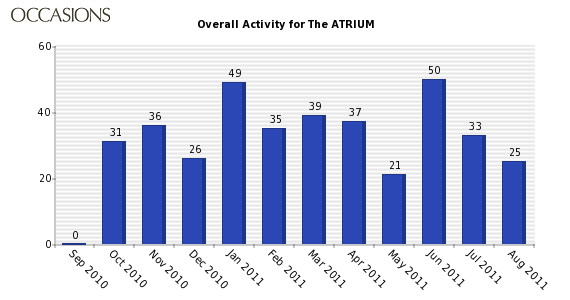 OCCASIONS
Overall Activity for The ATRIUM
60
40
20
0
0
31
36
26
49
35
39
37
21
50
33
25
Sep 2010
Oct 2010
Nov 2010
Dec 2010
Jan 2011
Feb 2011
Mar 2011
Apr 2011
May 2011
Jun 2011
Jul 2011
Aug 2011